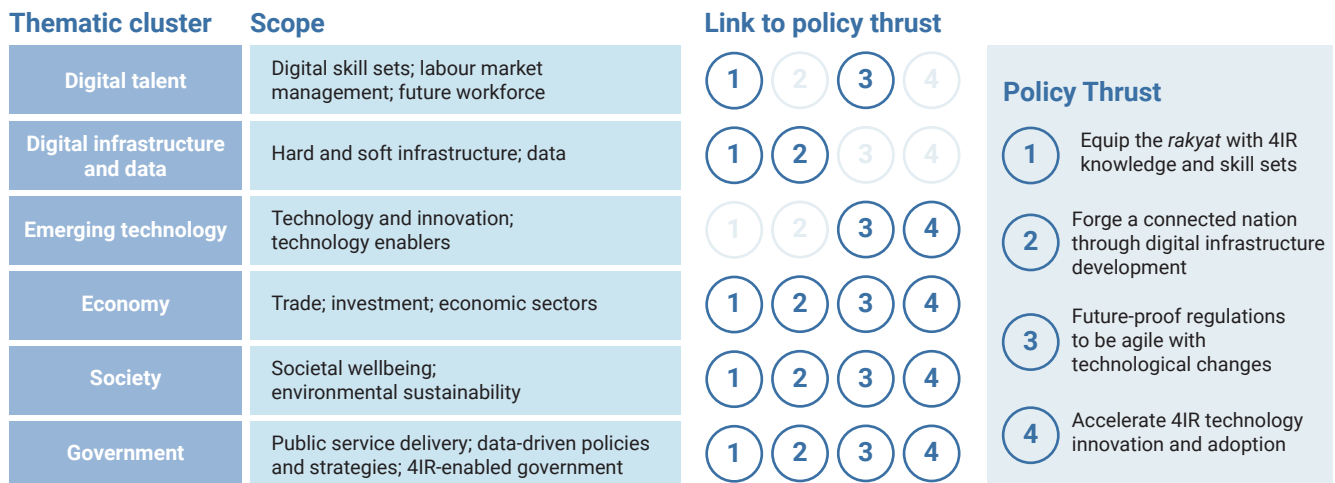 Thematic cluster
Scope
Link to policy thrust
Digital talent
Digital skill sets; labour market
management; future workforce
1 2 3 4
Digital infrastructure
and data
Hard and soft infrastructure; data
1 2 3 4
Emerging technology
Technology and innovation;
technology enablers
1 2 3 4
Economy
Trade; investment; economic sectors
1 2 3 4
Society
Societal wellbeing;
environmental sustainability
1 2 3 4
Government
Public service delivery; data-driven policies
and strategies; 4IR-enabled government
1 2 3 4
Policy Thrust
1
Equip the rakyat with 4IR
knowledge and skill sets
2
Forge a connected nation
through digital infrastructure
development
3
Future-proof regulations
to be agile with
technological changes
4
Accelerate 4IR technology
innovation and adoption